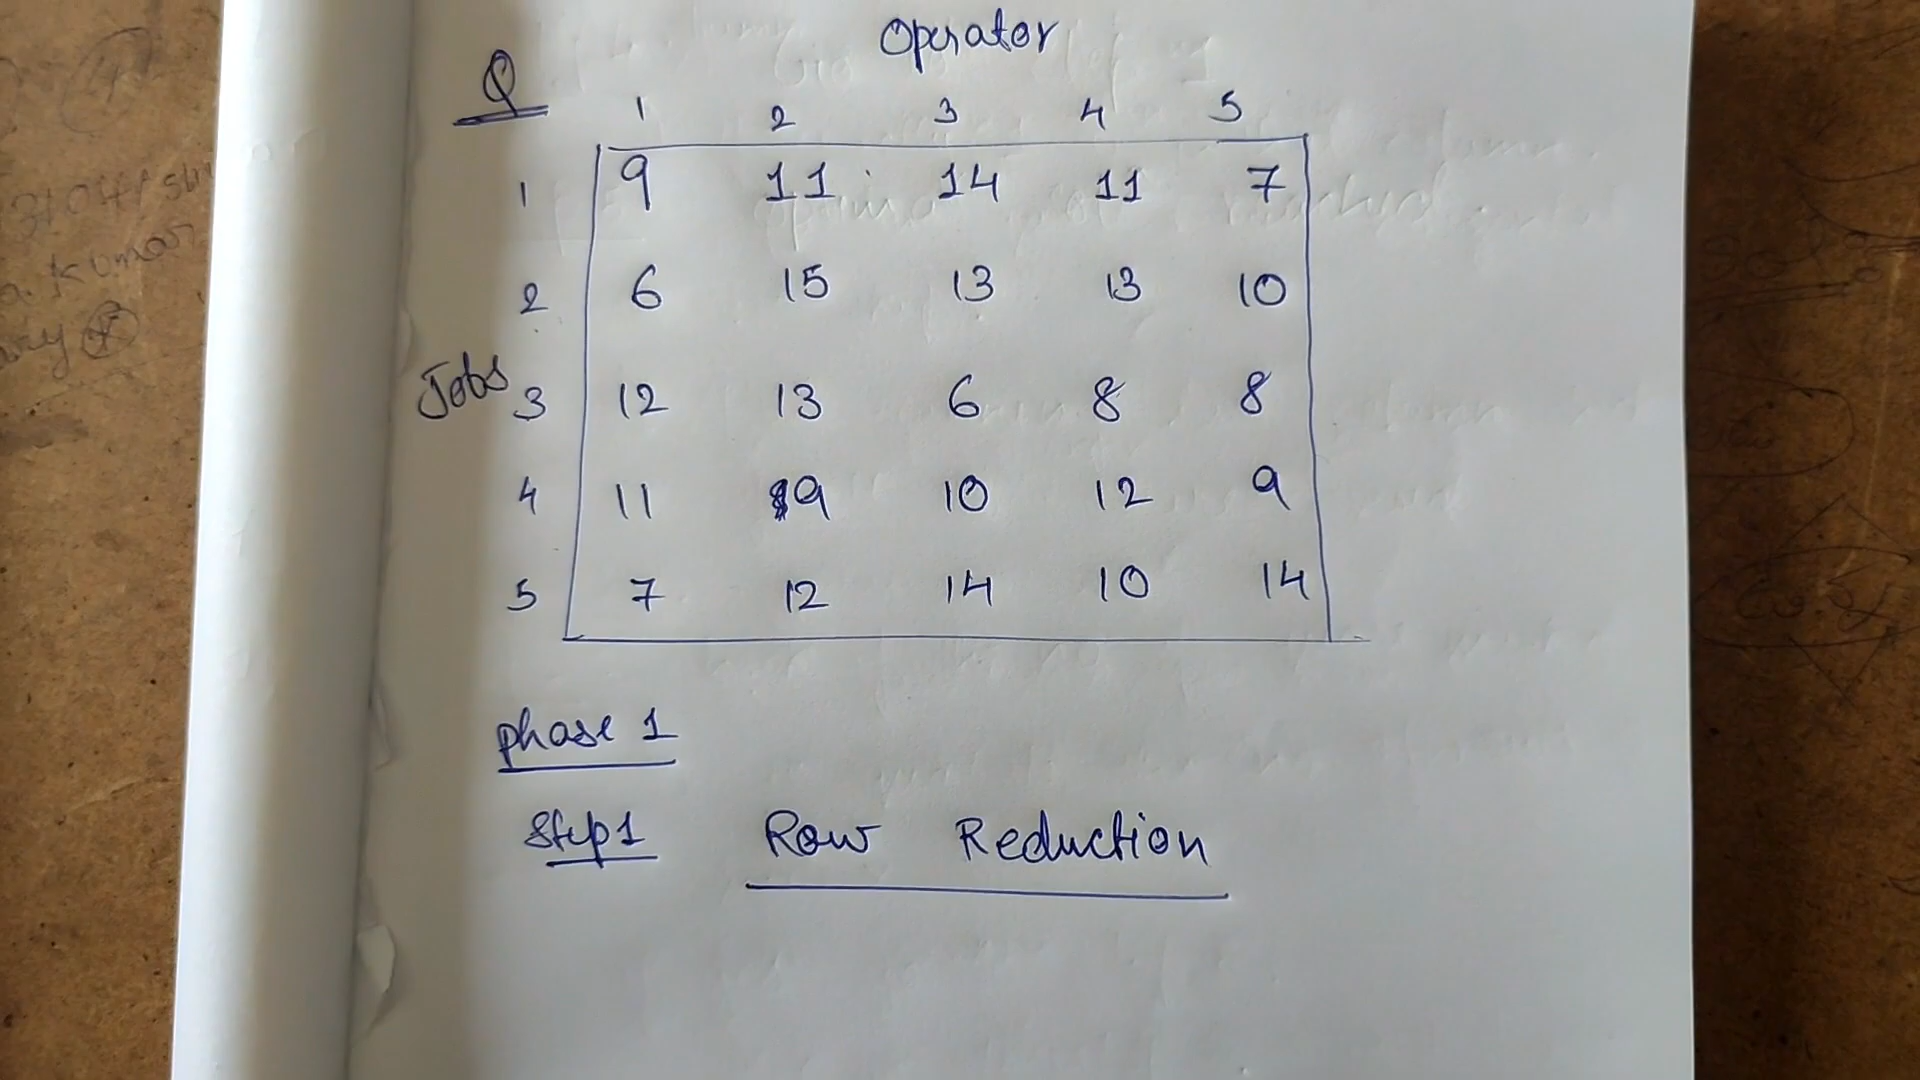 Operator
Q
1 2 3 4 5
1 9 11 14 11 7
2 6 15 13 13 10
Jobs 3 12 13 6 8 8
4 11 9 10 12 9
5 7 12 14 10 14
phase 1
Step 1 Row Reduction